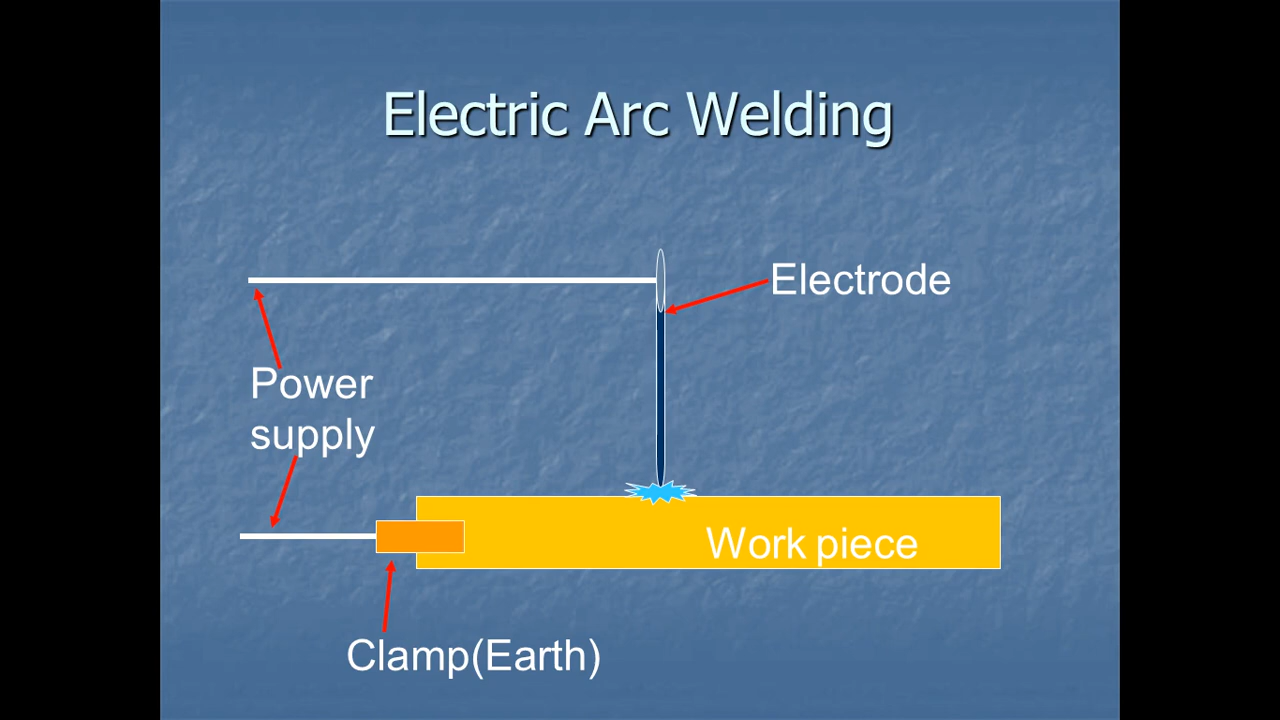 Electric Arc Welding
Electrode
Power
supply
Work piece
Clamp(Earth)